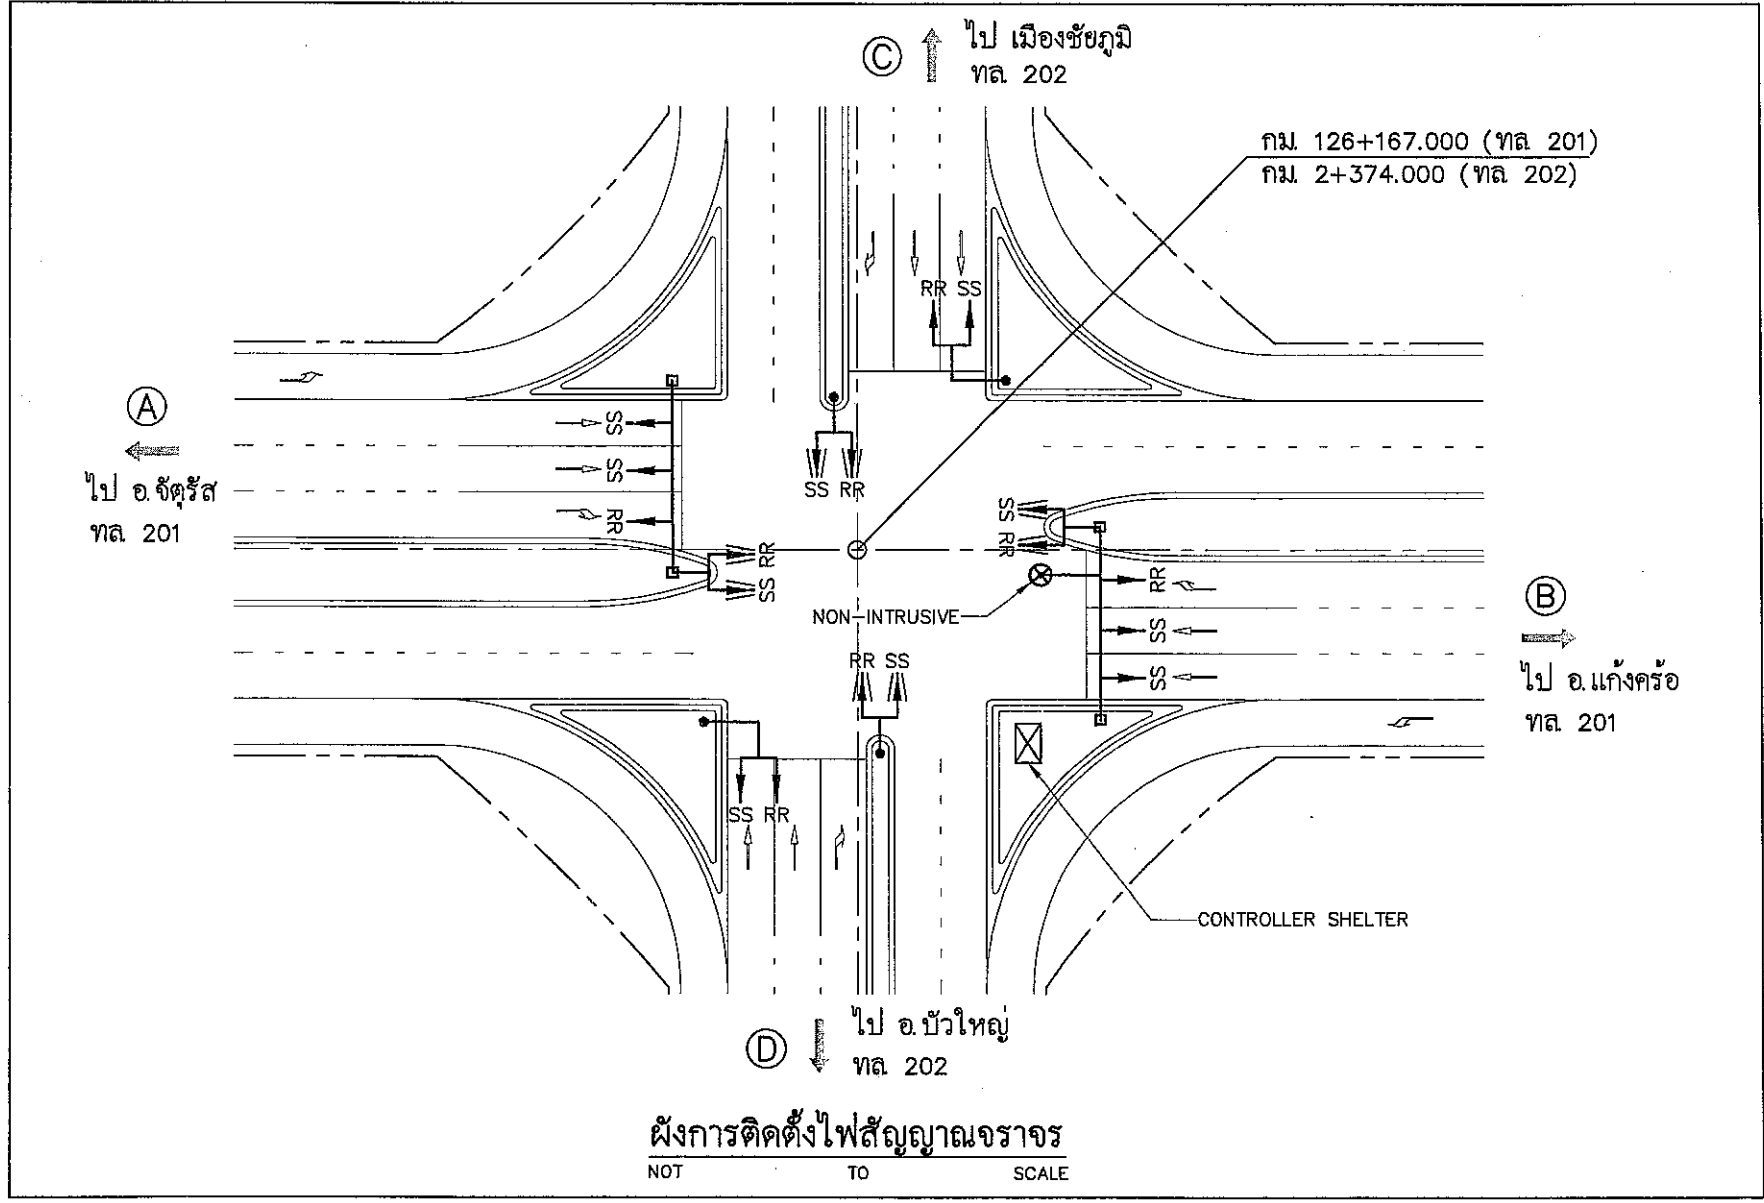 C ไป เมืองชัยภูมิ
ทล. 202
กม. 126+167.000 (ทล. 201)
กม. 2+374.000 (ทล. 202)
RR SS
A
ไป อ.จัตุรัส
ทล. 201
SS
SS
RR
SS RR
SS
RR
RR
SS
NON-INTRUSIVE
RR
SS
SS
B
ไป อ.แก้งคร้อ
ทล. 201
RR SS
SS RR
CONTROLLER SHELTER
D ไป อ.บัวใหญ่
ทล. 202
ผังการติดตั้งไฟสัญญาณจราจร
NOT TO SCALE